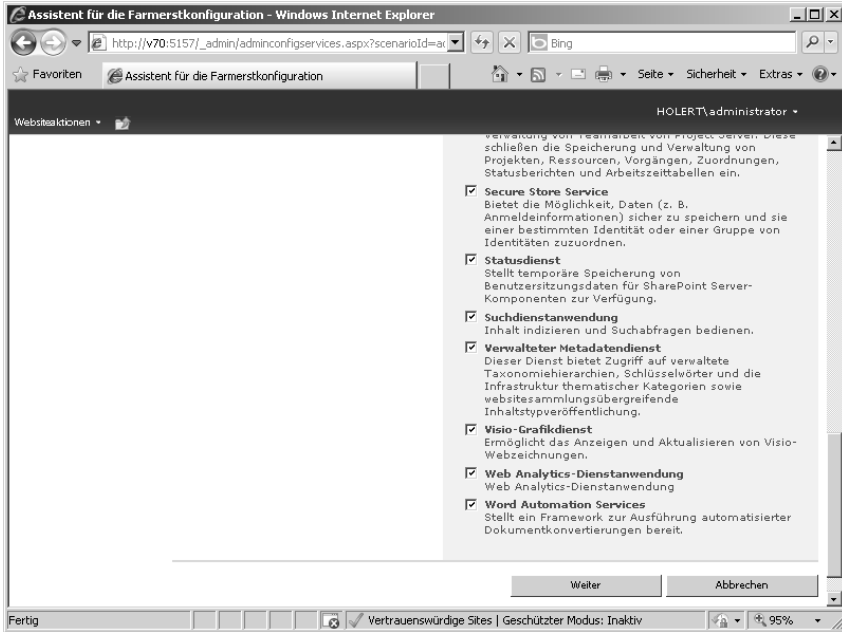 Assistent für die Farmerstkonfiguration - Windows Internet Explorer
http://v70:5157/_admin/adminconfigservices.aspx?scenarioId=a
Bing
Favoriten
Assistent für die Farmerstkonfiguration
Seite
Sicherheit
Extras
HOLERT\administrator
Websiteaktionen
Verwaltung von Teamarbeit von Project Server. Diese
schließen die Speicherung und Verwaltung von
Projekten, Ressourcen, Vorgängen, Zuordnungen,
Statusberichten und Arbeitszeittabellen ein.
Secure Store Service
Bietet die Möglichkeit, Daten (z. B.
Anmeldeinformationen) sicher zu speichern und sie
einer bestimmten Identität oder einer Gruppe von
Identitäten zuzuordnen.
Statusdienst
Stellt temporäre Speicherung von
Benutzersitzungsdaten für SharePoint Server-
Komponenten zur Verfügung.
Suchdienstanwendung
Inhalt indizieren und Suchabfragen bedienen.
Verwalteter Metadatendienst
Dieser Dienst bietet Zugriff auf verwaltete
Taxonomiehierarchien, Schlüsselwörter und die
Infrastruktur thematischer Kategorien sowie
websitesammlungsübergreifende
Inhaltstypveröffentlichung.
Visio-Grafikdienst
Ermöglicht das Anzeigen und Aktualisieren von Visio-
Webzeichnungen.
Web Analytics-Dienstanwendung
Web Analytics-Dienstanwendung
Word Automation Services
Stellt ein Framework zur Ausführung automatisierter
Dokumentkonvertierungen bereit.
Weiter
Abbrechen
Fertig
Vertrauenswürdige Sites | Geschützter Modus: Inaktiv
95%